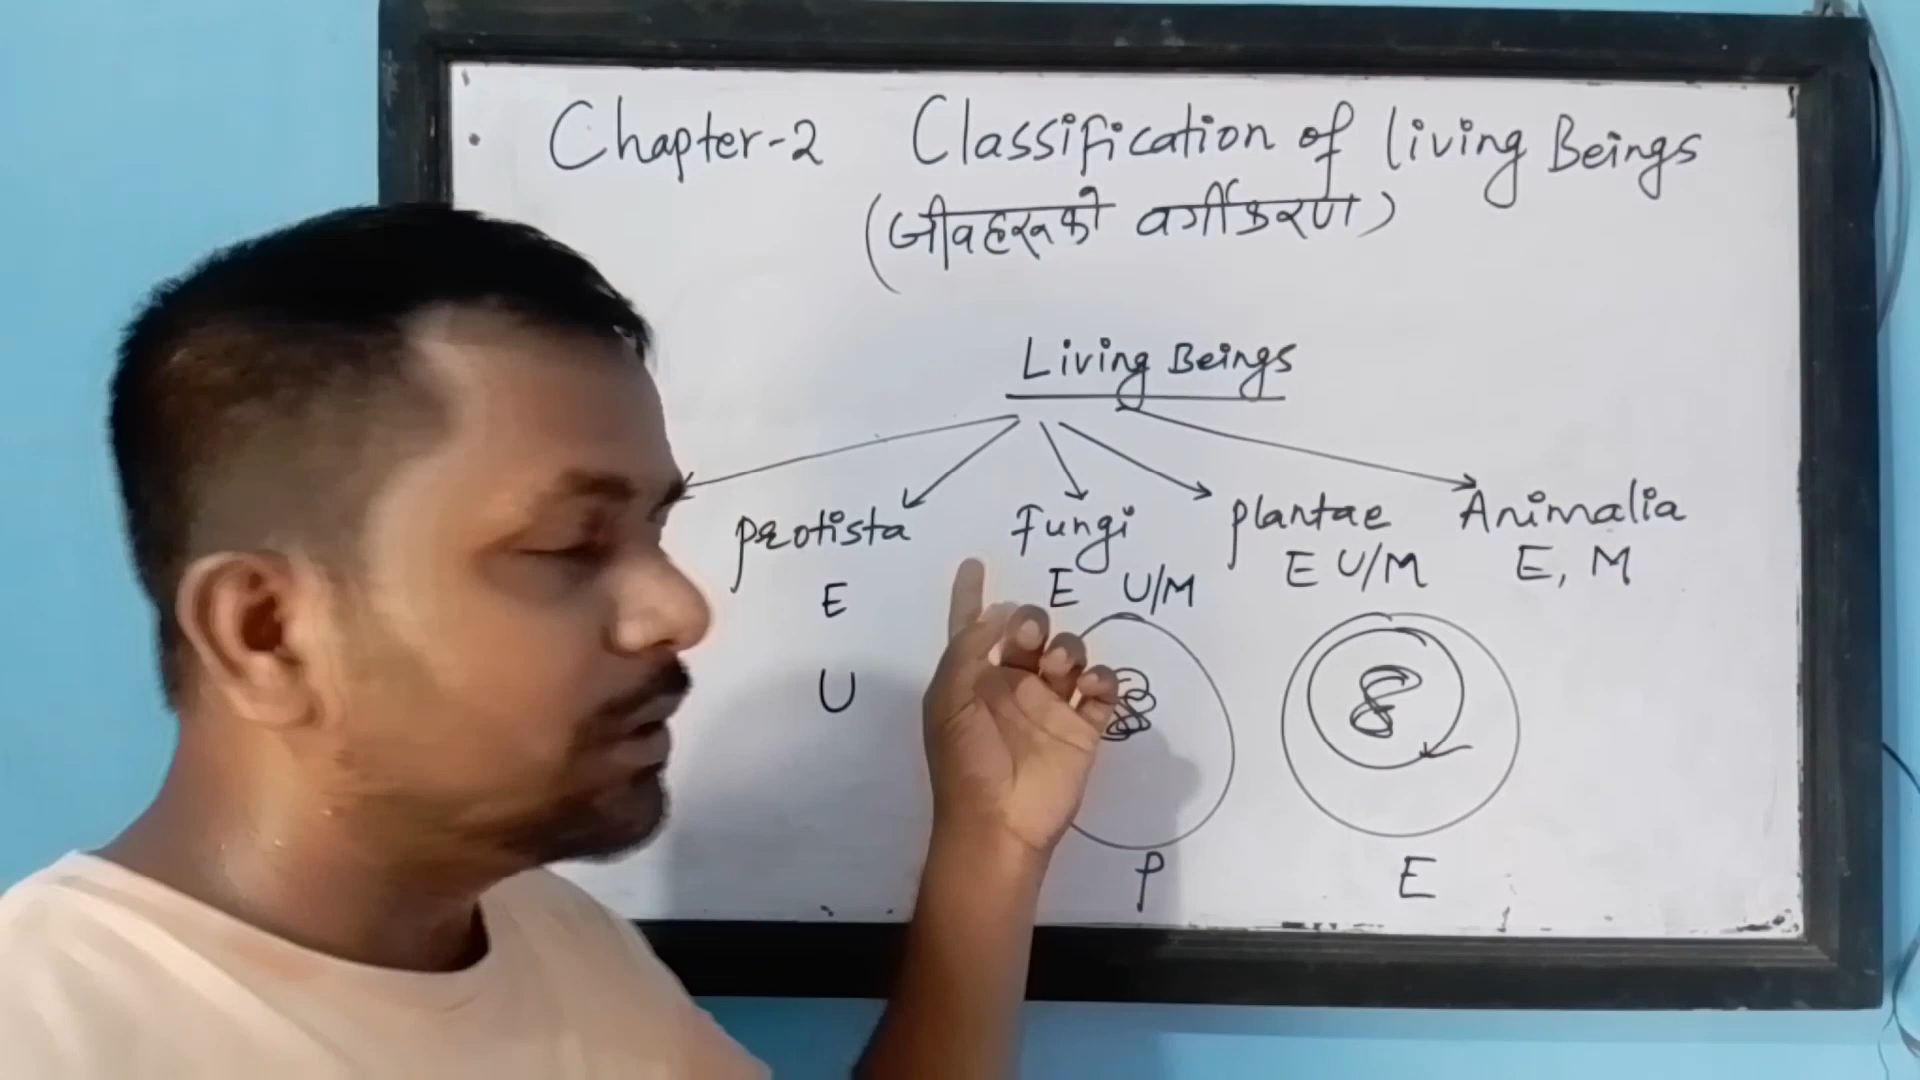 Chapter-2 Classification of Living Beings
(जीवहरूको वर्गीकरण)
Living Beings
Protista Fungi Plantae Animalia
E E U/M E U/M E, M
U
P E